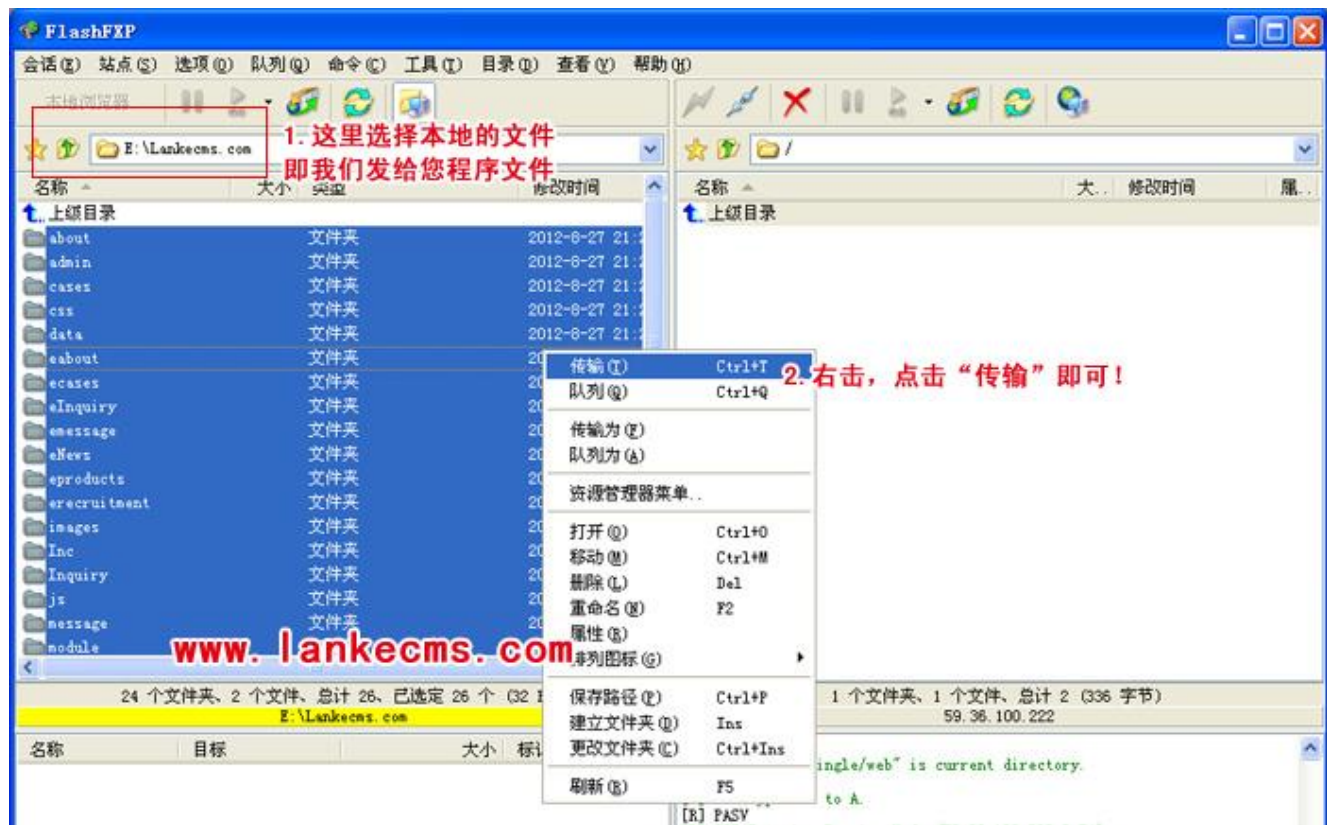 FlashFXP
会话(E) 站点(S) 选项(O) 队列(Q) 命令(C) 工具(T) 目录(D) 查看(V) 帮助(H)
本地浏览器
E:\Lankecms.com
1.这里选择本地的文件
即我们发给您程序文件
/
名称 大小 类型 修改时间
名称 大.. 修改时间 属..
上级目录
上级目录
about 文件夹 2012-8-27 21:2
admin 文件夹 2012-8-27 21:2
cases 文件夹 2012-8-27 21:2
css 文件夹 2012-8-27 21:2
data 文件夹 2012-8-27 21:2
eabout 文件夹 20
ecases 文件夹 20
eInquiry 文件夹 20
emessage 文件夹 20
eNews 文件夹 20
eproducts 文件夹 20
erecruitment 文件夹 20
images 文件夹 20
Inc 文件夹 20
Inquiry 文件夹 20
js 文件夹 20
message 文件夹 20
module
www.lankecms.com
传输(T) Ctrl+T
2.右击，点击“传输”即可！
队列(Q) Ctrl+Q
传输为(F)
队列为(A)
资源管理器菜单..
打开(O) Ctrl+O
移动(M) Ctrl+M
删除(L) Del
重命名(N) F2
属性(R)
排列图标(G)
保存路径(P) Ctrl+P
建立文件夹(D) Ins
更改文件夹(C) Ctrl+Ins
刷新(R) F5
24 个文件夹、2 个文件、总计 26、已选定 26 个 (32
E:\Lankecms.com
1 个文件夹、1 个文件、总计 2 (336 字节)
59.36.100.222
名称 目标 大小 标
ingle/web" is current directory.
to A.
[R] PASV